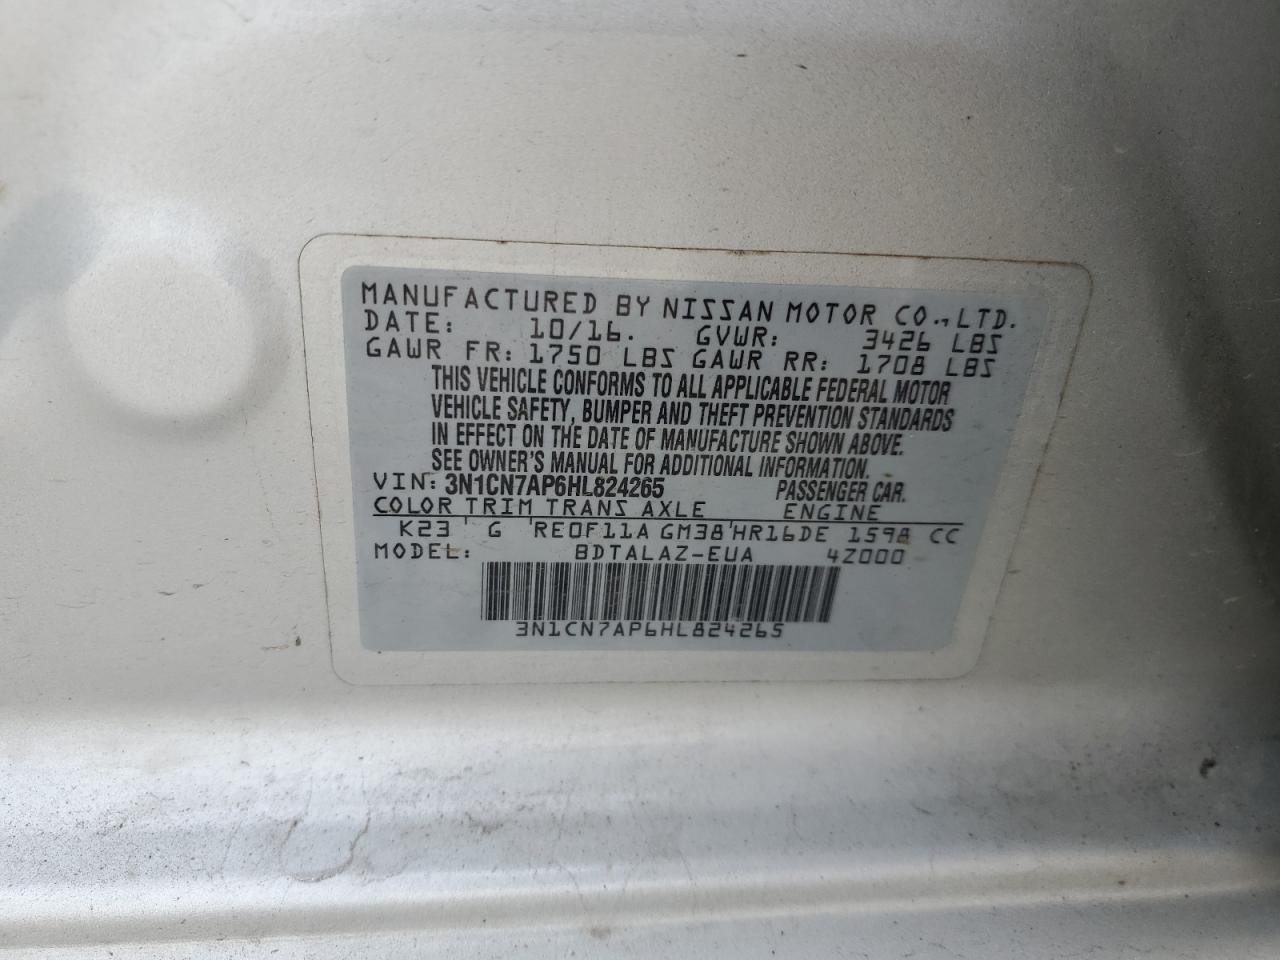 MANUFACTURED BY NISSAN MOTOR CO.,LTD.
DATE: 10/16. GVWR: 3426 LBS
GAWR FR: 1750 LBS GAWR RR: 1708 LBS
THIS VEHICLE CONFORMS TO ALL APPLICABLE FEDERAL MOTOR
VEHICLE SAFETY, BUMPER AND THEFT PREVENTION STANDARDS
IN EFFECT ON THE DATE OF MANUFACTURE SHOWN ABOVE.
SEE OWNER'S MANUAL FOR ADDITIONAL INFORMATION.
VIN: 3N1CN7AP6HL824265 PASSENGER CAR.
COLOR TRIM TRANS AXLE ENGINE
K23 ' G 'RE0F11A GM38'HR16DE 1598 CC
MODEL: BDTALAZ-EUA 4Z000
3N1CN7AP6HL824265